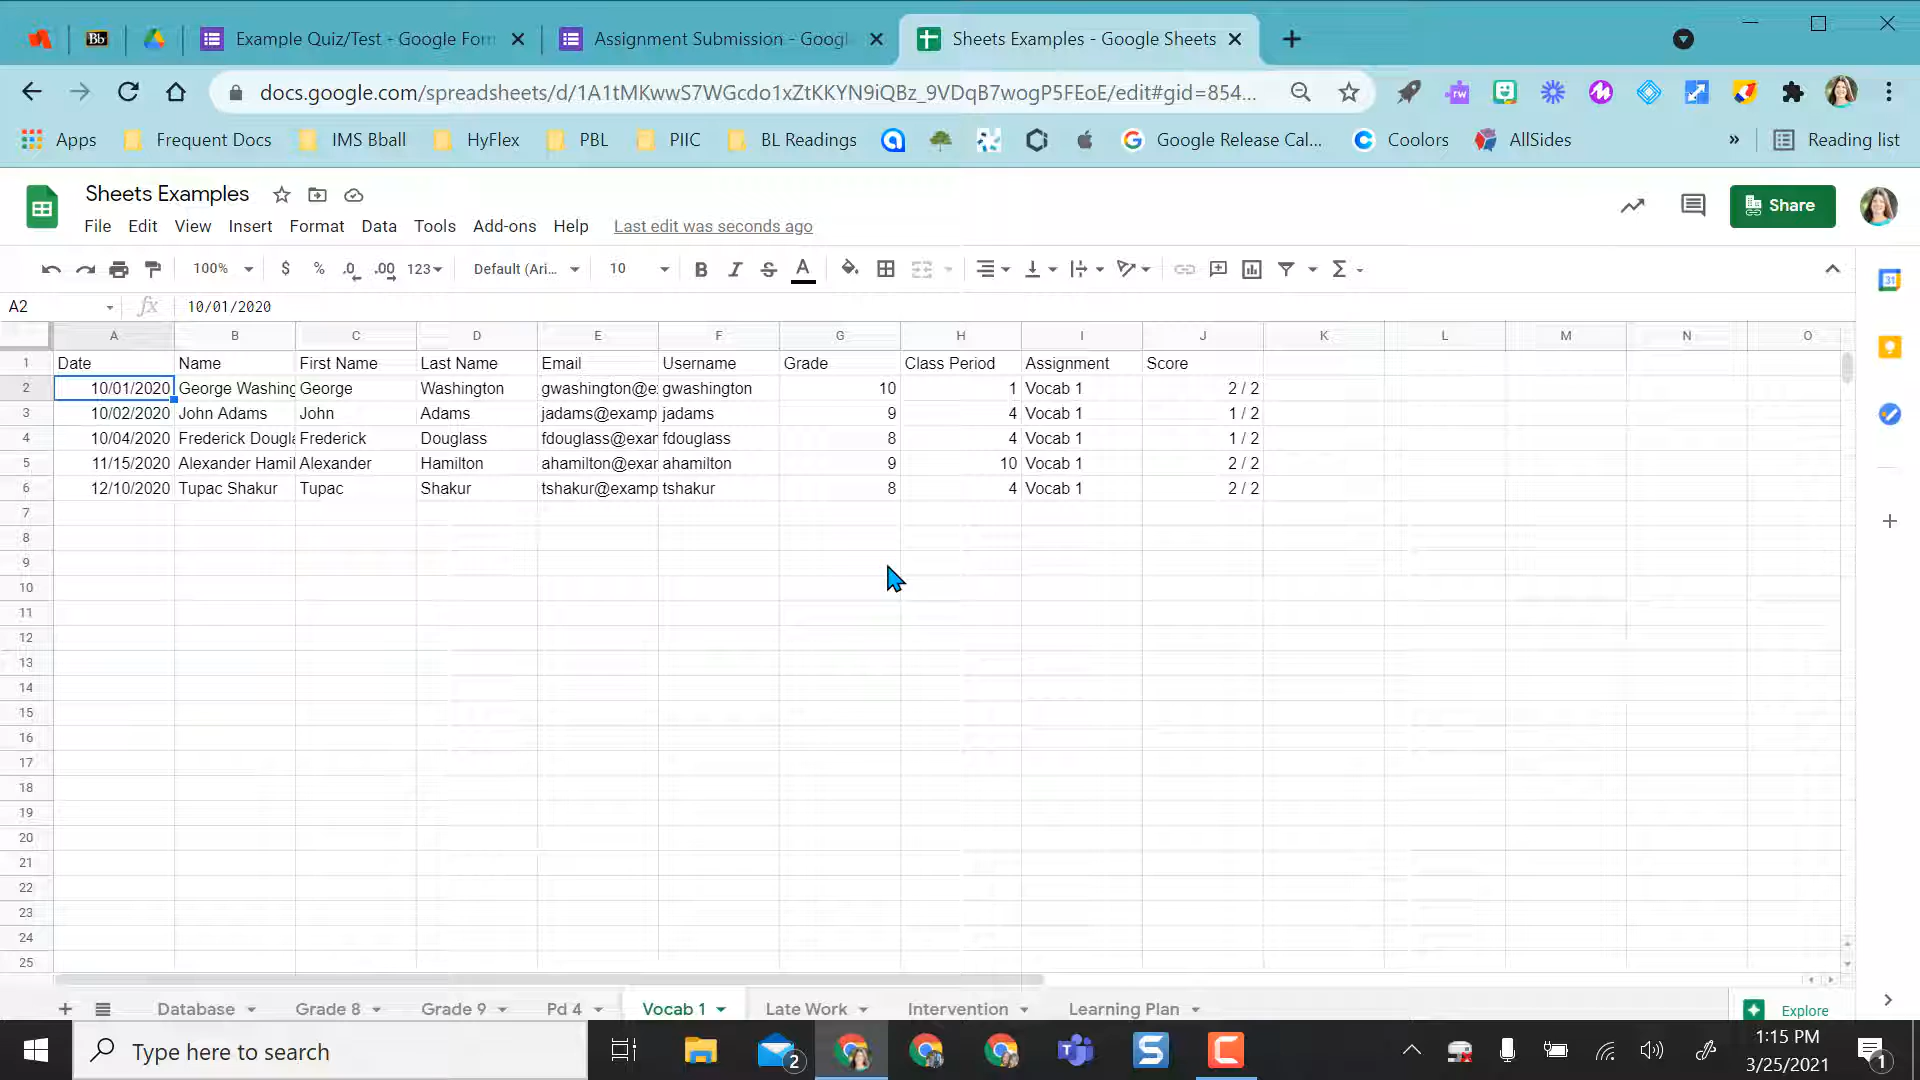 Example Quiz/Test - Google Form
Assignment Submission - Googl
Sheets Examples - Google Sheets
docs.google.com/spreadsheets/d/1A1tMKwwS7WGcdo1xZtKKYN9iQBz_9VDqB7wogP5FEoE/edit#gid=854...
Apps
Frequent Docs
IMS Bball
HyFlex
PBL
PIIC
BL Readings
Google Release Cal...
Coolors
AllSides
»
Reading list
Sheets Examples
File Edit View Insert Format Data Tools Add-ons Help Last edit was seconds ago
Share
100% $ % .0 .00 123 Default (Ari... 10 B I S A Σ
A2 fx 10/01/2020
A B C D E F G H I J K L M N O
1 Date Name First Name Last Name Email Username Grade Class Period Assignment Score
2 10/01/2020 George Washing George Washington gwashington@e gwashington 10 1 Vocab 1 2 / 2
3 10/02/2020 John Adams John Adams jadams@examp jadams 9 4 Vocab 1 1 / 2
4 10/04/2020 Frederick Dougla Frederick Douglass fdouglass@exar fdouglass 8 4 Vocab 1 1 / 2
5 11/15/2020 Alexander Hamil Alexander Hamilton ahamilton@exar ahamilton 9 10 Vocab 1 2 / 2
6 12/10/2020 Tupac Shakur Tupac Shakur tshakur@examp tshakur 8 4 Vocab 1 2 / 2
7
8
9
10
11
12
13
14
15
16
17
18
19
20
21
22
23
24
25
+ Database Grade 8 Grade 9 Pd 4 Vocab 1 Late Work Intervention Learning Plan Explore
Type here to search
2
1:15 PM
3/25/2021
1
Bb
rw
31